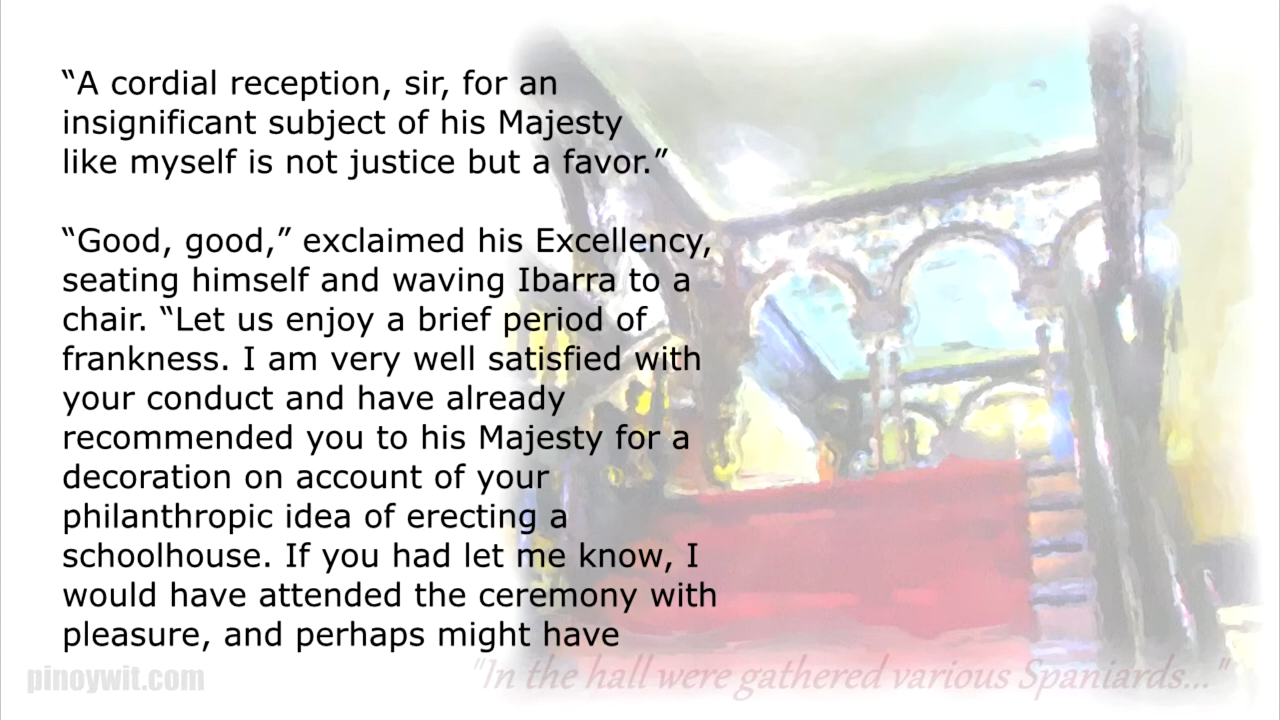 “A cordial reception, sir, for an
insignificant subject of his Majesty
like myself is not justice but a favor.”
“Good, good,” exclaimed his Excellency,
seating himself and waving Ibarra to a
chair. “Let us enjoy a brief period of
frankness. I am very well satisfied with
your conduct and have already
recommended you to his Majesty for a
decoration on account of your
philanthropic idea of erecting a
schoolhouse. If you had let me know, I
would have attended the ceremony with
pleasure, and perhaps might have
pinoywit.com
"In the hall were gathered various Spaniards..."